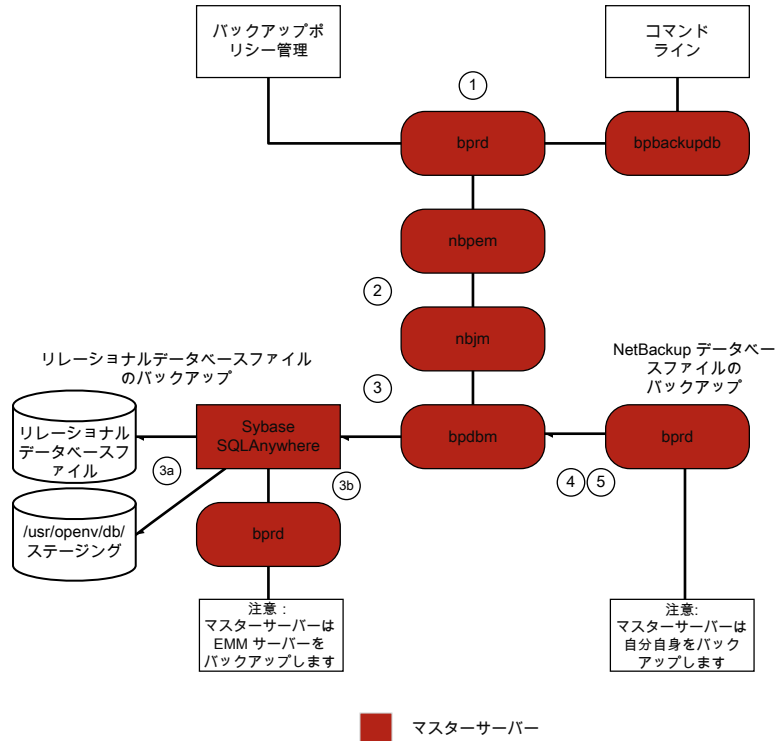 バックアップポ
リシー管理
コマンド
ライン
1
bprd
bpbackupdb
nbpem
2
nbjm
リレーショナルデータベースファイル
のバックアップ
NetBackup データベー
スファイルの
バックアップ
3
リレーショナル
データベースフ
ァイル
Sybase
SQLAnywhere
bpdbm
bprd
3a
3b
4
5
/usr/openv/db/
ステージング
bprd
注意：
マスターサーバーは
EMM サーバーを
バックアップします
注意:
マスターサーバーは
自分自身をバック
アップします
マスターサーバー